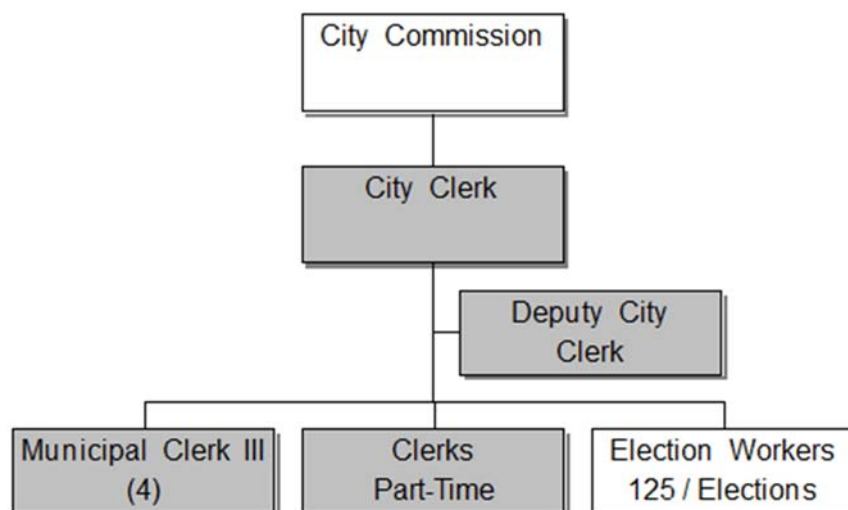 City Commission
City Clerk
Deputy City
Clerk
Municipal Clerk III
(4)
Clerks
Part-Time
Election Workers
125 / Elections